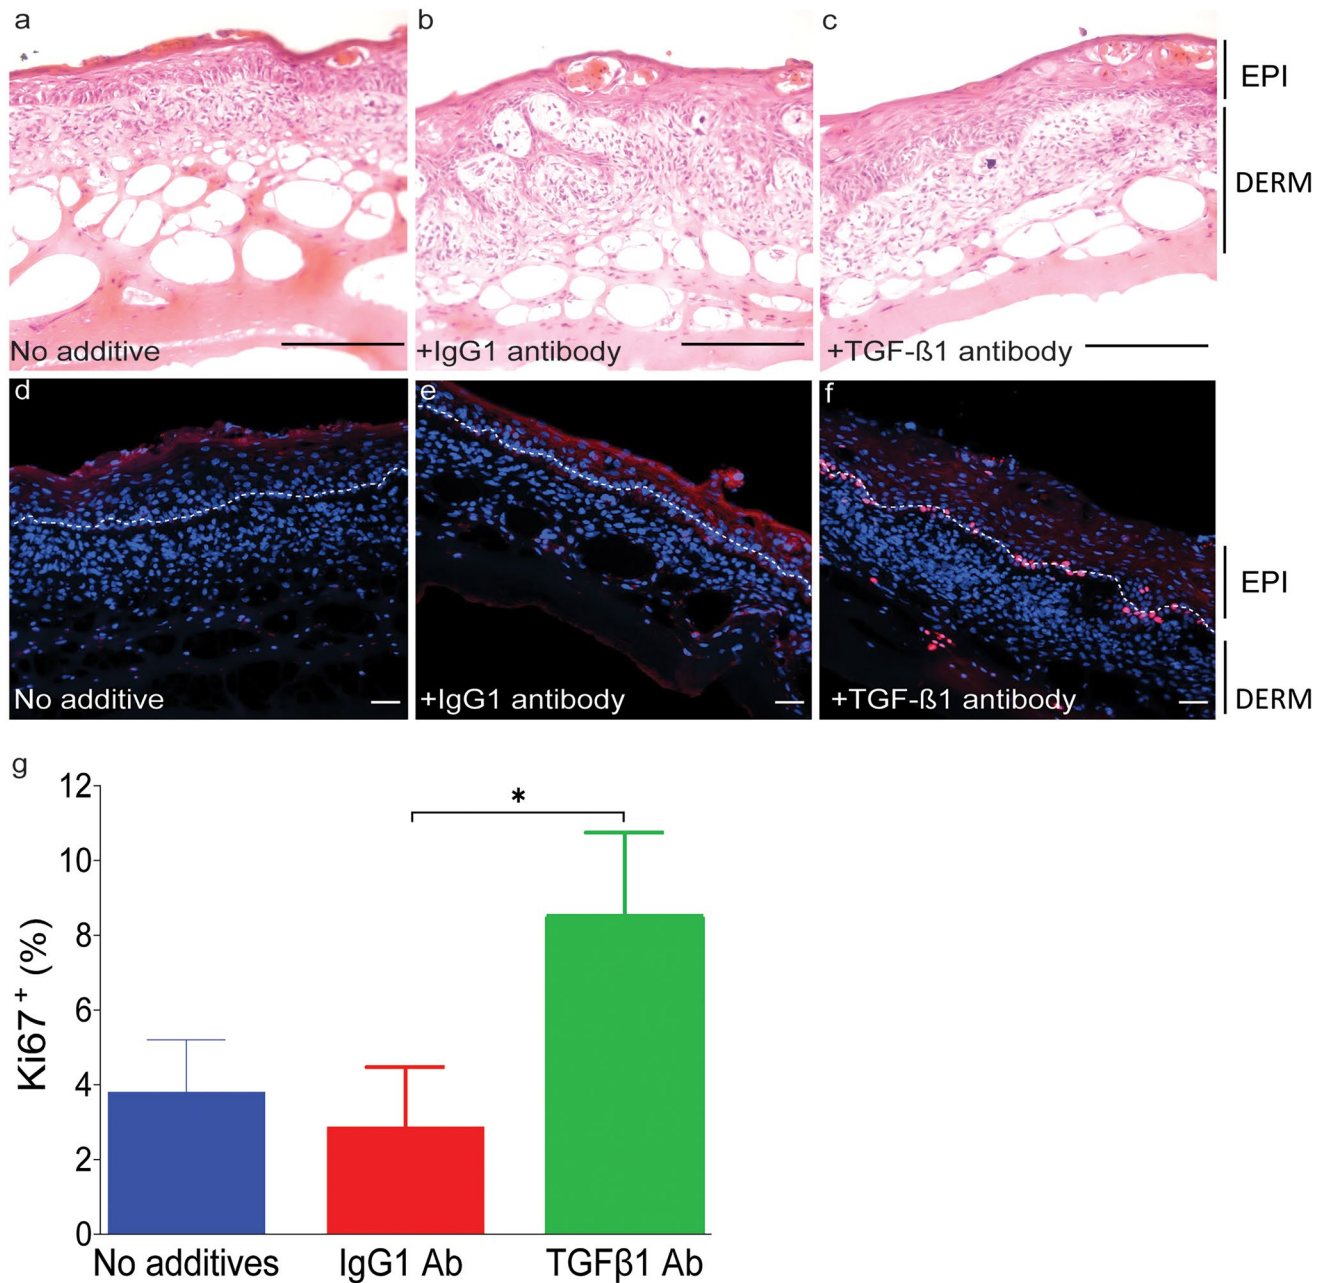 a
b
c
EPI
DERM
No additive
+IgG1 antibody
+TGF-ß1 antibody
d
e
f
EPI
DERM
No additive
+IgG1 antibody
+TGF-ß1 antibody
g
12
10
8
6
4
2
0
Ki67+ (%)
*
No additives
IgG1 Ab
TGFβ1 Ab